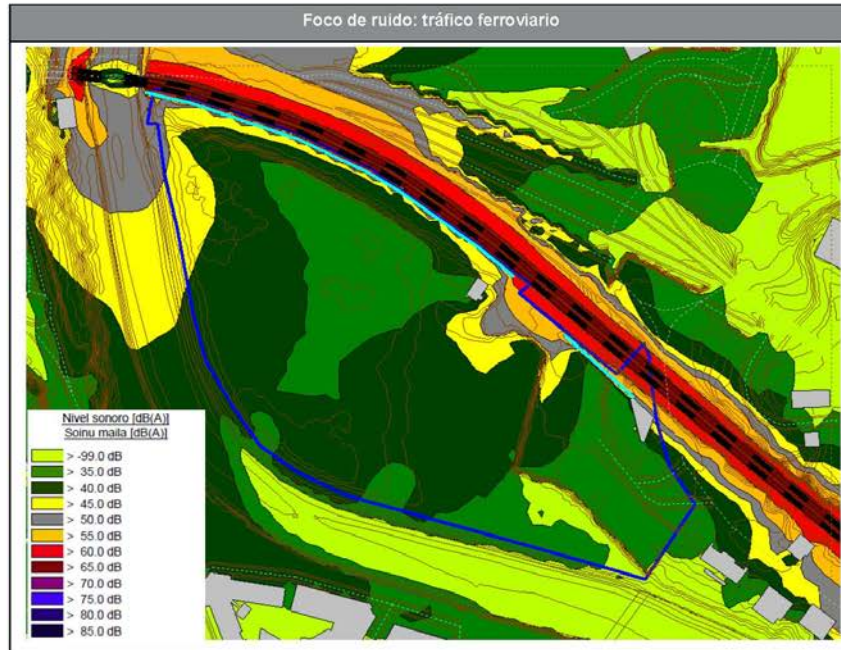 Foco de ruido: tráfico ferroviario
Nivel sonoro [dB(A)]
Soinu maila [dB(A)]
> -99.0 dB
> 35.0 dB
> 40.0 dB
> 45.0 dB
> 50.0 dB
> 55.0 dB
> 60.0 dB
> 65.0 dB
> 70.0 dB
> 75.0 dB
> 80.0 dB
> 85.0 dB